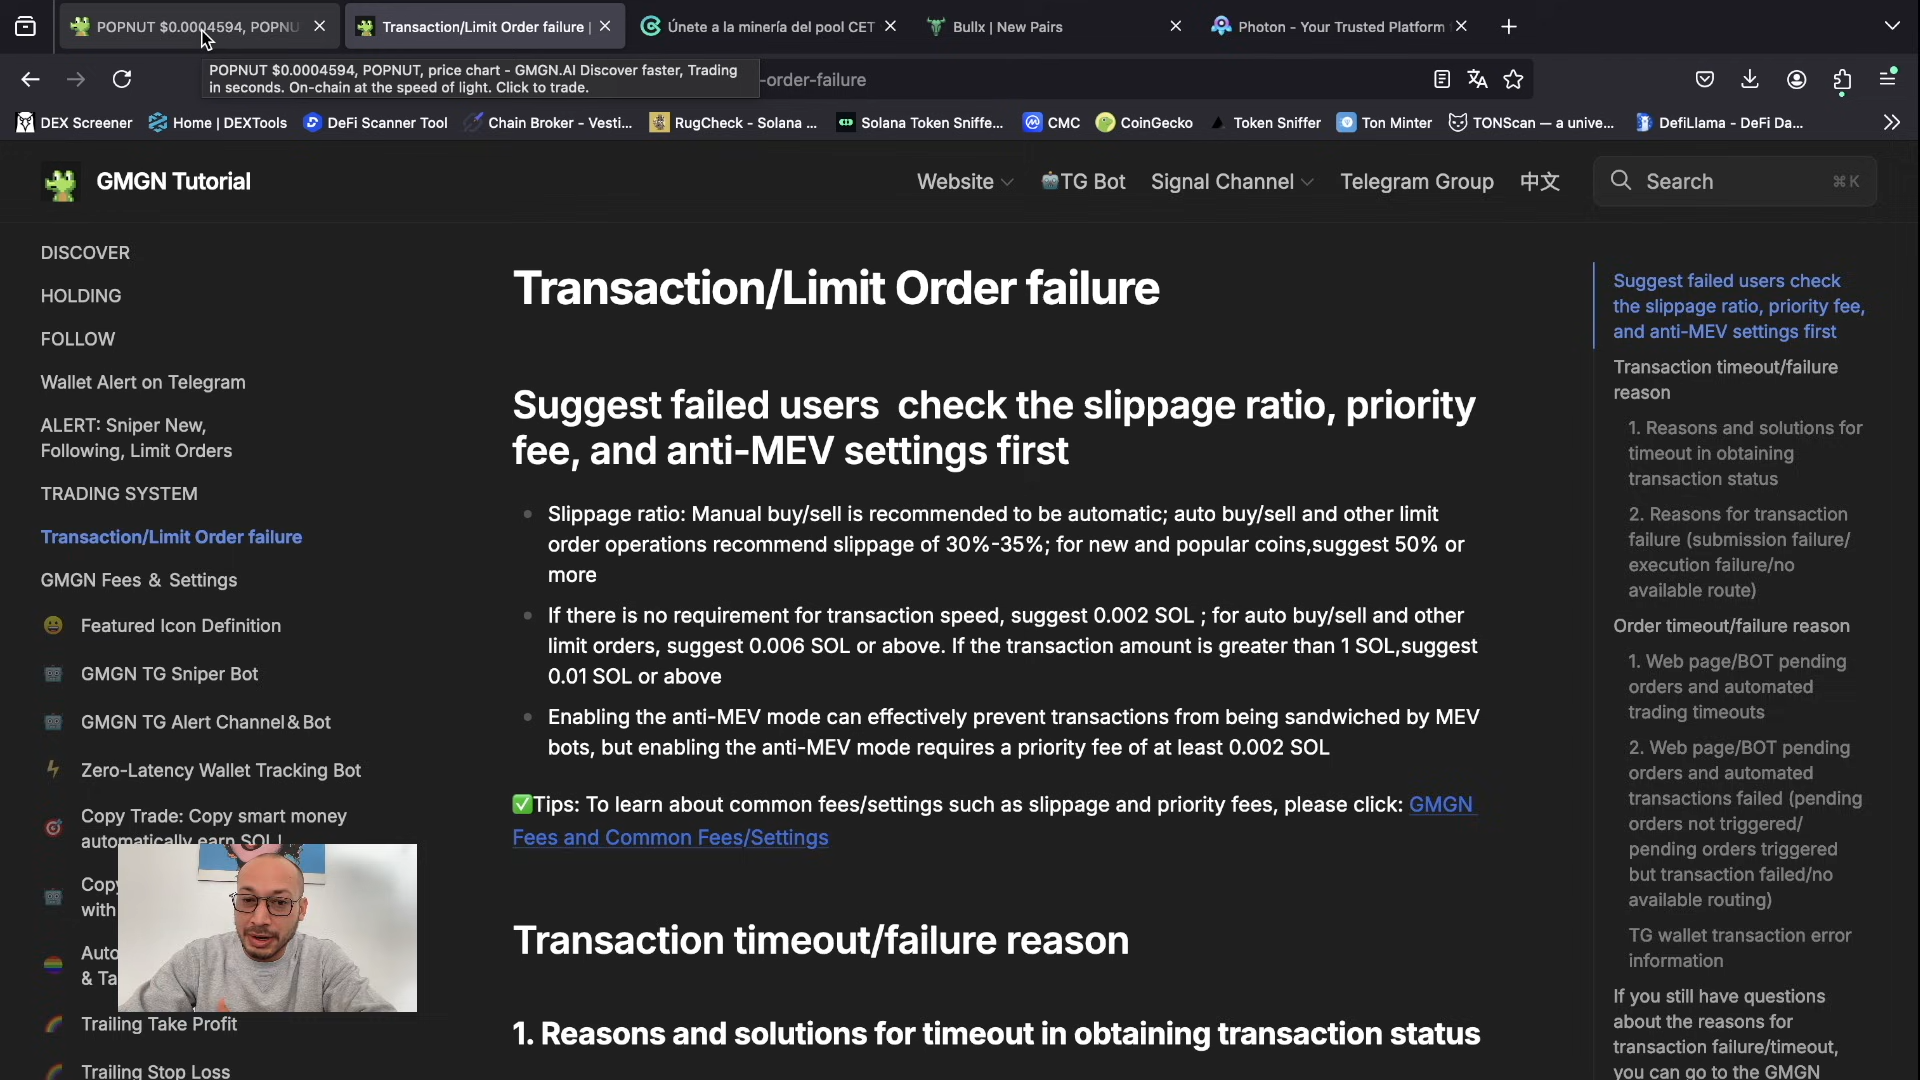 POPNUT $0.0004594, POPNU
Transaction/Limit Order failure |
Únete a la minería del pool CET
Bullx | New Pairs
Photon - Your Trusted Platform
POPNUT $0.0004594, POPNUT, price chart - GMGN.AI Discover faster, Trading
in seconds. On-chain at the speed of light. Click to trade.
-order-failure
DEX Screener
Home | DEXTools
DeFi Scanner Tool
Chain Broker - Vesti...
RugCheck - Solana ...
Solana Token Sniffe...
CMC
CoinGecko
Token Sniffer
Ton Minter
TONScan — a unive...
DefiLlama - DeFi Da...
GMGN Tutorial
Website
TG Bot
Signal Channel
Telegram Group
中文
Search
⌘ K
DISCOVER
HOLDING
FOLLOW
Wallet Alert on Telegram
ALERT: Sniper New,
Following, Limit Orders
TRADING SYSTEM
Transaction/Limit Order failure
GMGN Fees & Settings
Featured Icon Definition
GMGN TG Sniper Bot
GMGN TG Alert Channel&Bot
Zero-Latency Wallet Tracking Bot
Copy Trade: Copy smart money
automatically earn SOL!
Copy
with
Auto
& Ta
Trailing Take Profit
Trailing Stop Loss
Transaction/Limit Order failure
Suggest failed users check the slippage ratio, priority
fee, and anti-MEV settings first
Slippage ratio: Manual buy/sell is recommended to be automatic; auto buy/sell and other limit
order operations recommend slippage of 30%-35%; for new and popular coins,suggest 50% or
more
If there is no requirement for transaction speed, suggest 0.002 SOL ; for auto buy/sell and other
limit orders, suggest 0.006 SOL or above. If the transaction amount is greater than 1 SOL,suggest
0.01 SOL or above
Enabling the anti-MEV mode can effectively prevent transactions from being sandwiched by MEV
bots, but enabling the anti-MEV mode requires a priority fee of at least 0.002 SOL
✅Tips: To learn about common fees/settings such as slippage and priority fees, please click: GMGN
Fees and Common Fees/Settings
Transaction timeout/failure reason
1. Reasons and solutions for timeout in obtaining transaction status
Suggest failed users check
the slippage ratio, priority fee,
and anti-MEV settings first
Transaction timeout/failure
reason
1. Reasons and solutions for
timeout in obtaining
transaction status
2. Reasons for transaction
failure (submission failure/
execution failure/no
available route)
Order timeout/failure reason
1. Web page/BOT pending
orders and automated
trading timeouts
2. Web page/BOT pending
orders and automated
transactions failed (pending
orders not triggered/
pending orders triggered
but transaction failed/no
available routing)
TG wallet transaction error
information
If you still have questions
about the reasons for
transaction failure/timeout,
you can go to the GMGN